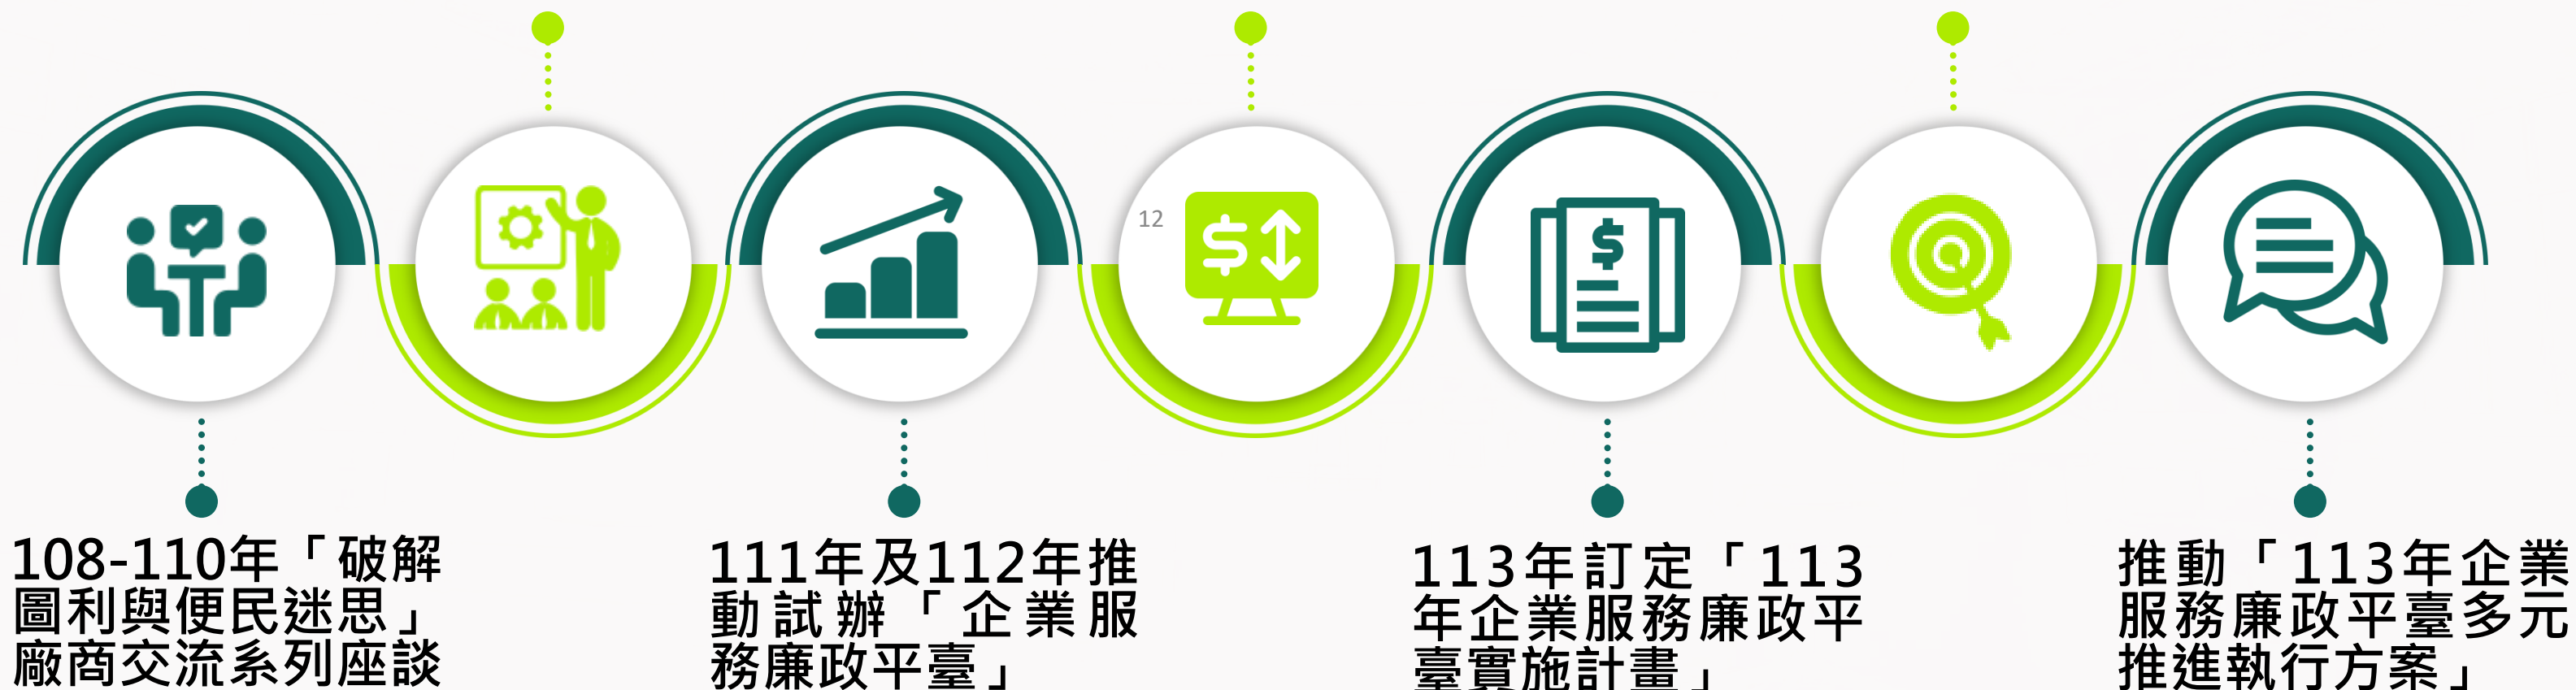 12
108-110年「破解
圖利與便民迷思」
廠商交流系列座談
111年及112年推
動試辦「企業服
務廉政平臺」
113年訂定「113
年企業服務廉政平
臺實施計畫」
推動「113年企業
服務廉政平臺多元
推進執行方案」